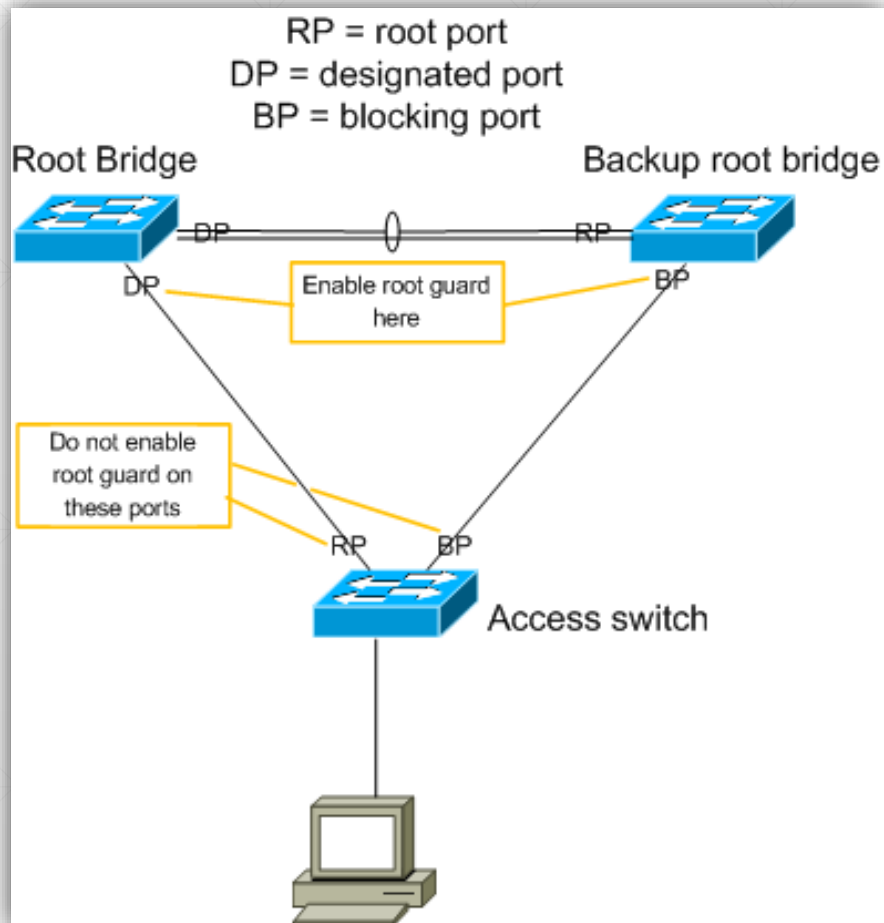 RP = root port
DP = designated port
BP = blocking port
Root Bridge
Backup root bridge
DP
RP
DP
Enable root guard
here
BP
Do not enable
root guard on
these ports
RP
BP
Access switch